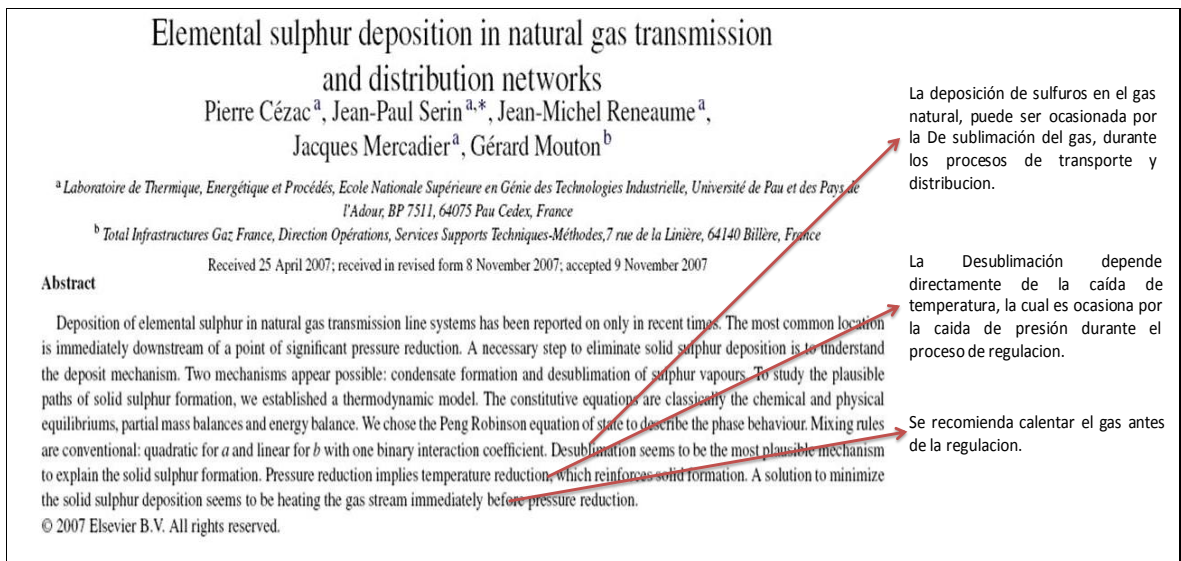 Elemental sulphur deposition in natural gas transmission
and distribution networks
Pierre Cézac a, Jean-Paul Serin a,*, Jean-Michel Reneaume a,
Jacques Mercadier a, Gérard Mouton b
a Laboratoire de Thermique, Energétique et Procédés, Ecole Nationale Supérieure en Génie des Technologies Industrielle, Université de Pau et des Pays de
l'Adour, BP 7511, 64075 Pau Cedex, France
b Total Infrastructures Gaz France, Direction Opérations, Services Supports Techniques-Méthodes,7 rue de la Linière, 64140 Billère, France
Received 25 April 2007; received in revised form 8 November 2007; accepted 9 November 2007
Abstract
Deposition of elemental sulphur in natural gas transmission line systems has been reported on only in recent times. The most common location
is immediately downstream of a point of significant pressure reduction. A necessary step to eliminate solid sulphur deposition is to understand
the deposit mechanism. Two mechanisms appear possible: condensate formation and desublimation of sulphur vapours. To study the plausible
paths of solid sulphur formation, we established a thermodynamic model. The constitutive equations are classically the chemical and physical
equilibriums, partial mass balances and energy balance. We chose the Peng Robinson equation of state to describe the phase behaviour. Mixing rules
are conventional: quadratic for a and linear for b with one binary interaction coefficient. Desublimation seems to be the most plausible mechanism
to explain the solid sulphur formation. Pressure reduction implies temperature reduction, which reinforces solid formation. A solution to minimize
the solid sulphur deposition seems to be heating the gas stream immediately before pressure reduction.
© 2007 Elsevier B.V. All rights reserved.
La deposición de sulfuros en el gas
natural, puede ser ocasionada por
la De sublimación del gas, durante
los procesos de transporte y
distribucion.
La Desublimación depende
directamente de la caída de
temperatura, la cual es ocasiona por
la caida de presión durante el
proceso de regulacion.
Se recomienda calentar el gas antes
de la regulacion.